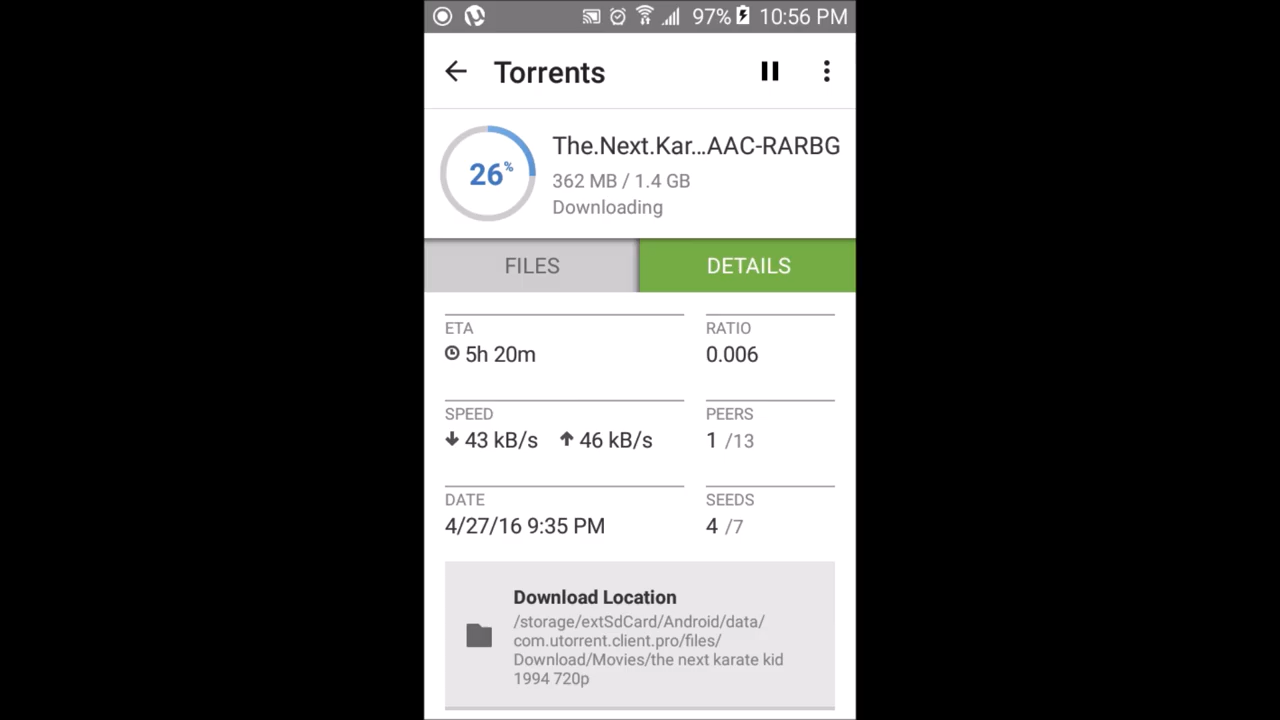 97% 10:56 PM
Torrents
26%
The.Next.Kar...AAC-RARBG
362 MB / 1.4 GB
Downloading
FILES DETAILS
ETA RATIO
5h 20m 0.006
SPEED PEERS
43 kB/s 46 kB/s 1 /13
DATE SEEDS
4/27/16 9:35 PM 4 /7
Download Location
/storage/extSdCard/Android/data/
com.utorrent.client.pro/files/
Download/Movies/the next karate kid
1994 720p